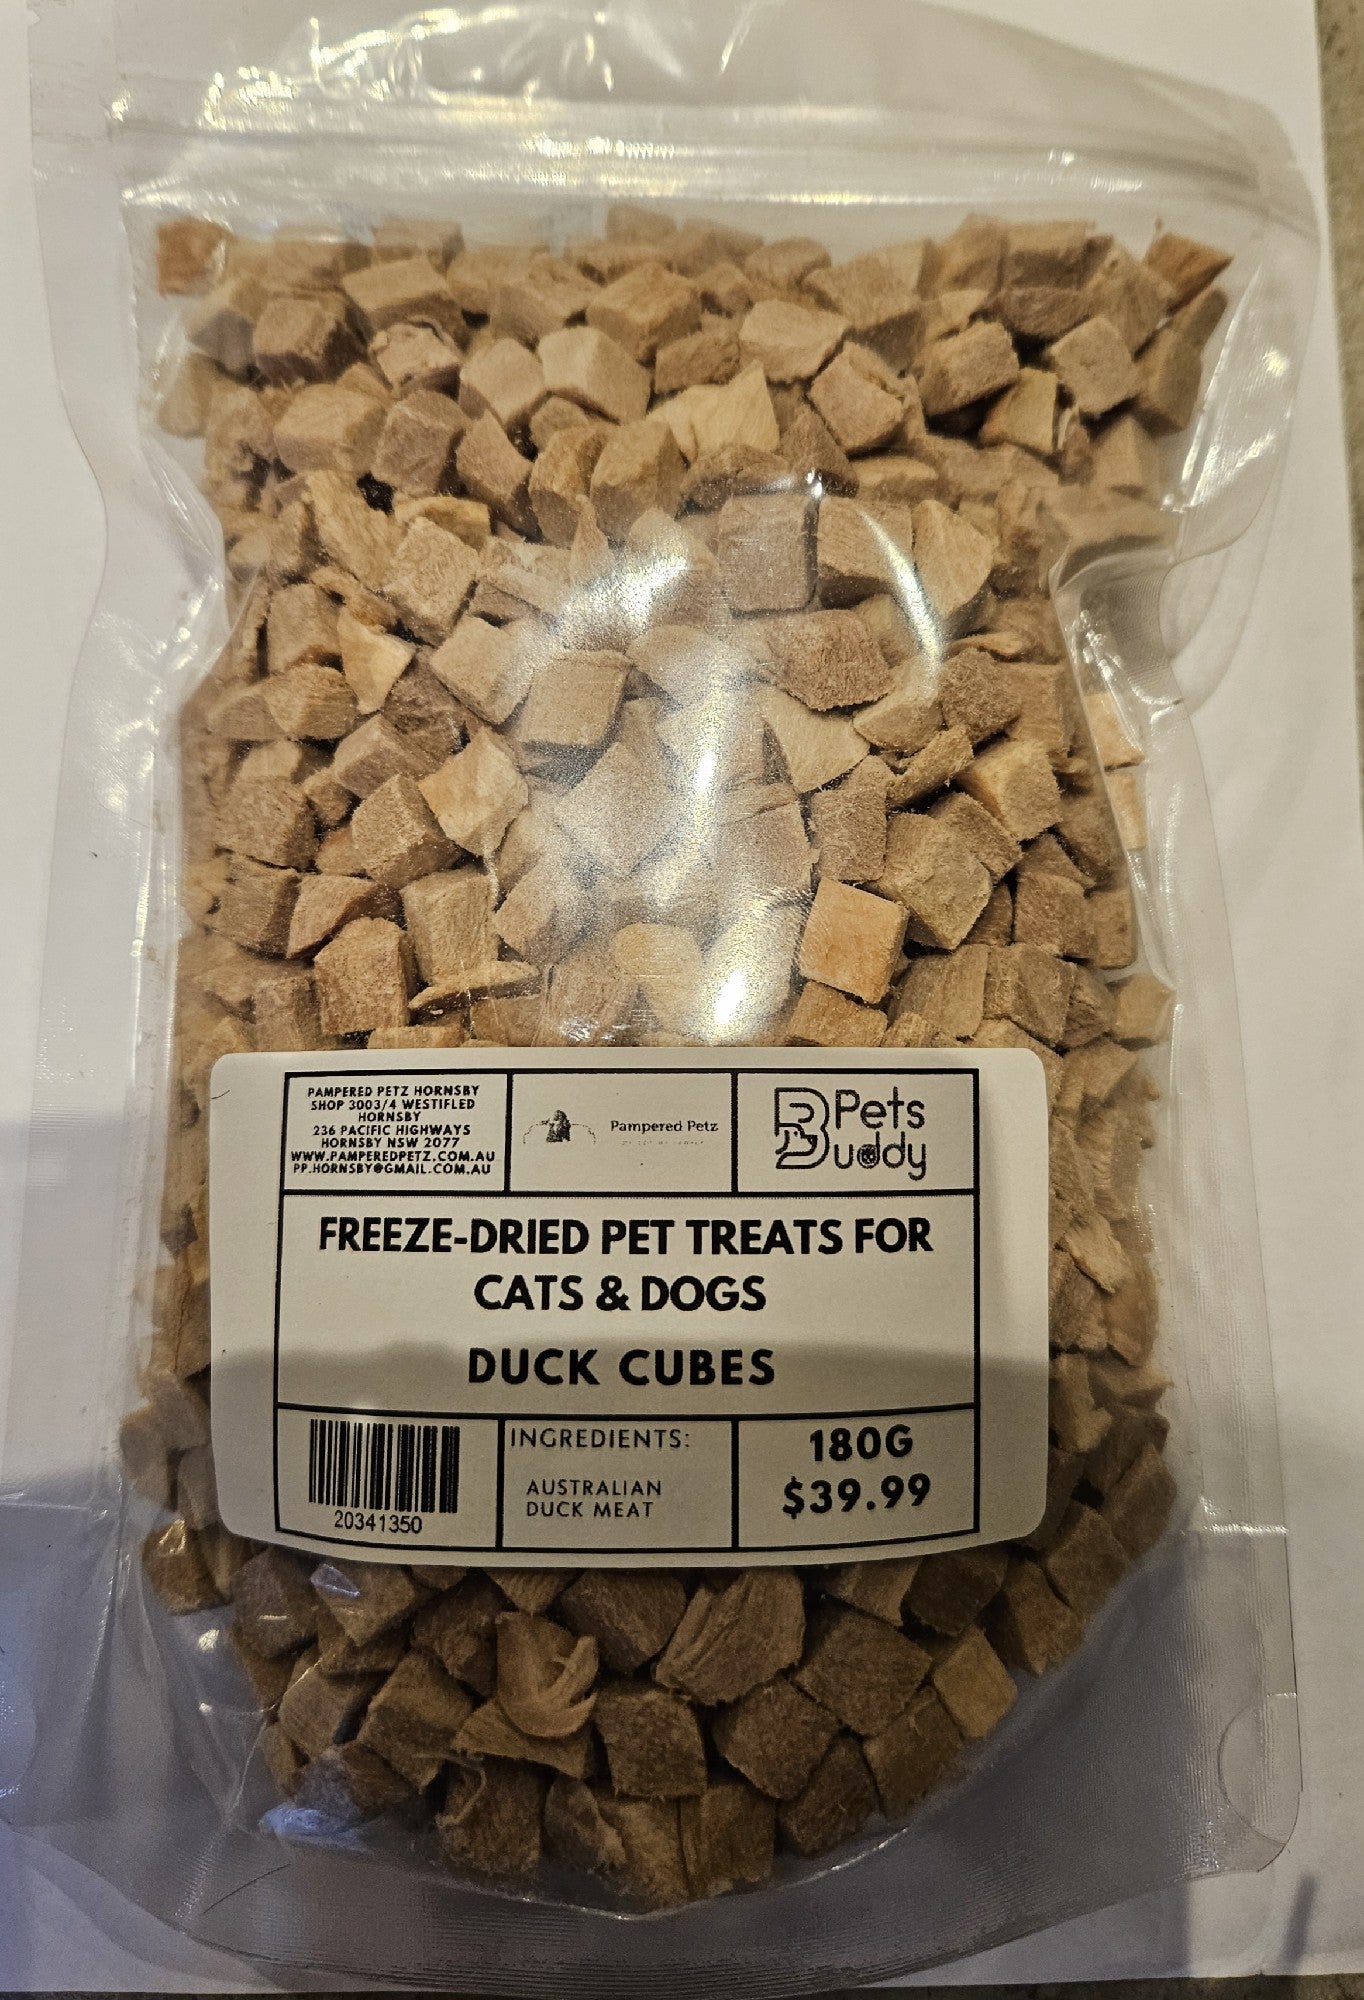 PAMPERED PETZ HORNSBY
SHOP 3003/4 WESTIFLED
HORNSBY
236 PACIFIC HIGHWAYS
HORNSBY NSW 2077
WWW.PAMPEREDPETZ.COM.AU
PP.HORNSBY@GMAIL.COM.AU
Pampered Petz
Pets
Buddy
FREEZE-DRIED PET TREATS FOR
CATS & DOGS
DUCK CUBES
20341350
INGREDIENTS:
AUSTRALIAN
DUCK MEAT
180G
$39.99